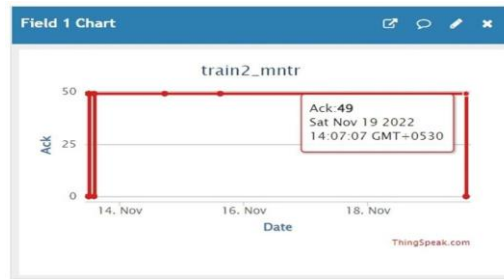 Field 1 Chart
train2_mntr
50
25
0
Ack
Ack:49
Sat Nov 19 2022
14:07:07 GMT+0530
14. Nov
16. Nov
18. Nov
Date
ThingSpeak.com